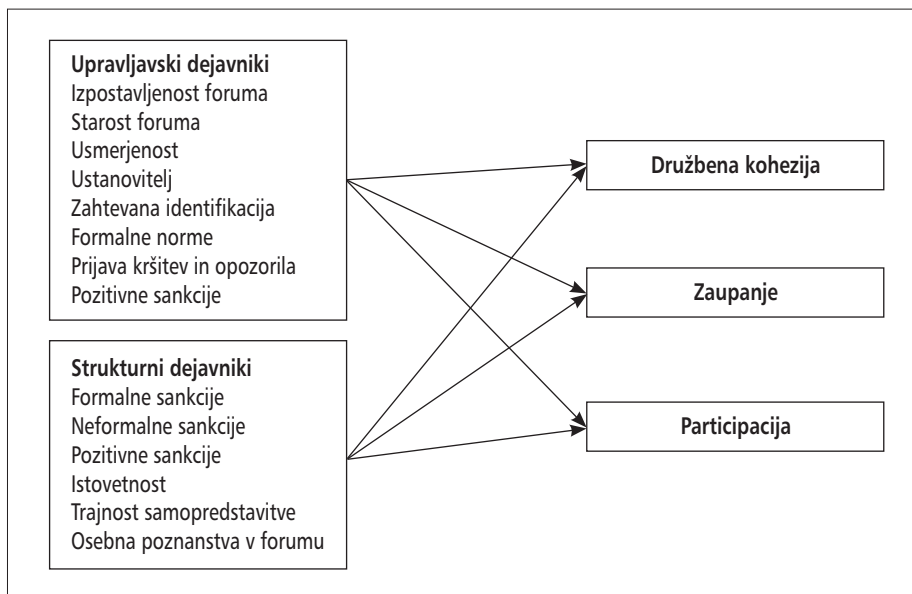 Upravljavski dejavniki
Izpostavljenost foruma
Starost foruma
Usmerjenost
Ustanovitelj
Zahtevana identifikacija
Formalne norme
Prijava kršitev in opozorila
Pozitivne sankcije
Strukturni dejavniki
Formalne sankcije
Neformalne sankcije
Pozitivne sankcije
Istovetnost
Trajnost samopredstavitve
Osebna poznanstva v forumu
Družbena kohezija
Zaupanje
Participacija